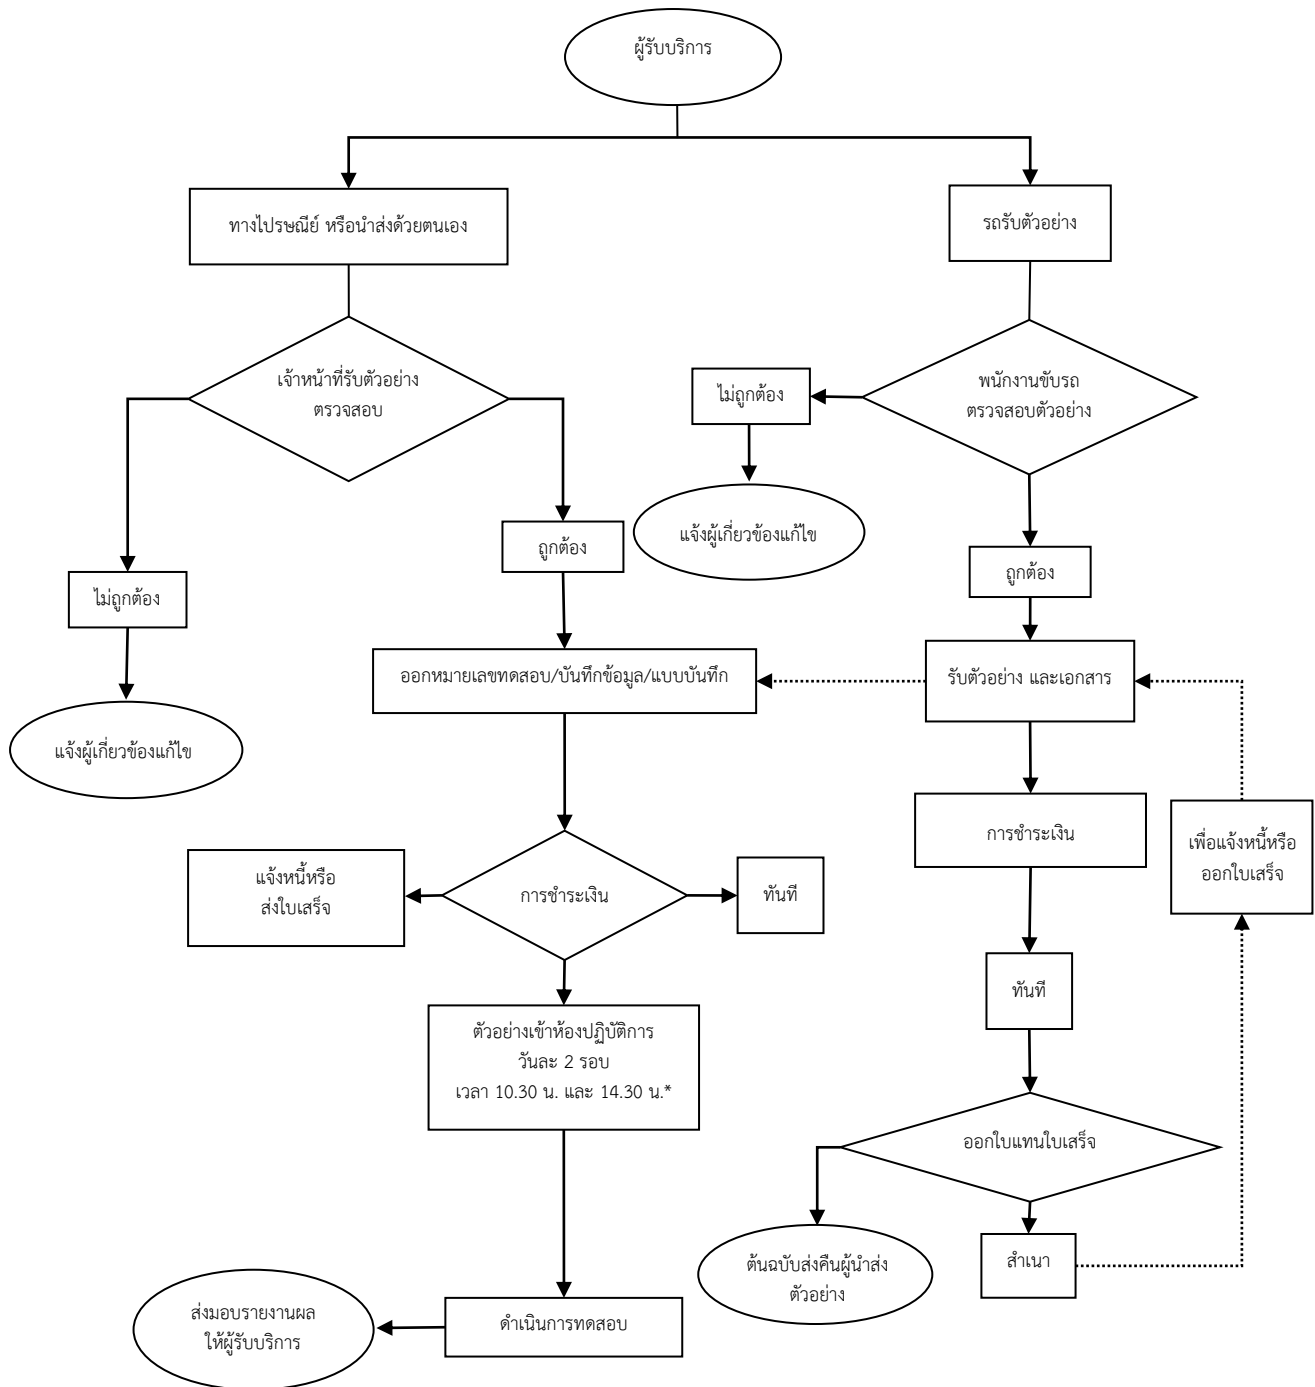 ผู้รับบริการ
ทางไปรษณีย์ หรือนำส่งด้วยตนเอง
รถรับตัวอย่าง
เจ้าหน้าที่รับตัวอย่าง
ตรวจสอบ
พนักงานขับรถ
ตรวจสอบตัวอย่าง
ไม่ถูกต้อง
แจ้งผู้เกี่ยวข้องแก้ไข
ถูกต้อง
ถูกต้อง
ไม่ถูกต้อง
แจ้งผู้เกี่ยวข้องแก้ไข
ออกหมายเลขทดสอบ/บันทึกข้อมูล/แบบบันทึก
รับตัวอย่าง และเอกสาร
การชำระเงิน
เพื่อแจ้งหนี้หรือ
ออกใบเสร็จ
แจ้งหนี้หรือ
ส่งใบเสร็จ
การชำระเงิน
ทันที
ทันที
ตัวอย่างเข้าห้องปฏิบัติการ
วันละ 2 รอบ
เวลา 10.30 น. และ 14.30 น.*
ออกใบแทนใบเสร็จ
ต้นฉบับส่งคืนผู้นำส่ง
ตัวอย่าง
สำเนา
ส่งมอบรายงานผล
ให้ผู้รับบริการ
ดำเนินการทดสอบ